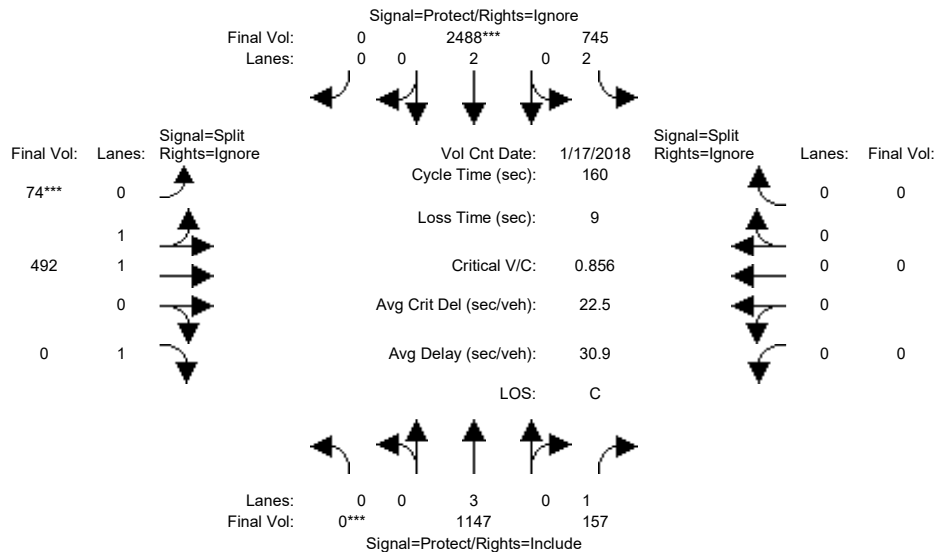 Signal=Protect/Rights=Ignore
Final Vol: 0 2488*** 745
Lanes: 0 0 2 0 2
Signal=Split
Final Vol: Lanes: Rights=Ignore
Vol Cnt Date: 1/17/2018
Signal=Split
Rights=Ignore Lanes: Final Vol:
Cycle Time (sec): 160
74*** 0
0 0
Loss Time (sec): 9
1
0
492 1
Critical V/C: 0.856
0 0
0
Avg Crit Del (sec/veh): 22.5
0
0 1
Avg Delay (sec/veh): 30.9
0 0
LOS: C
Lanes: 0 0 3 0 1
Final Vol: 0*** 1147 157
Signal=Protect/Rights=Include